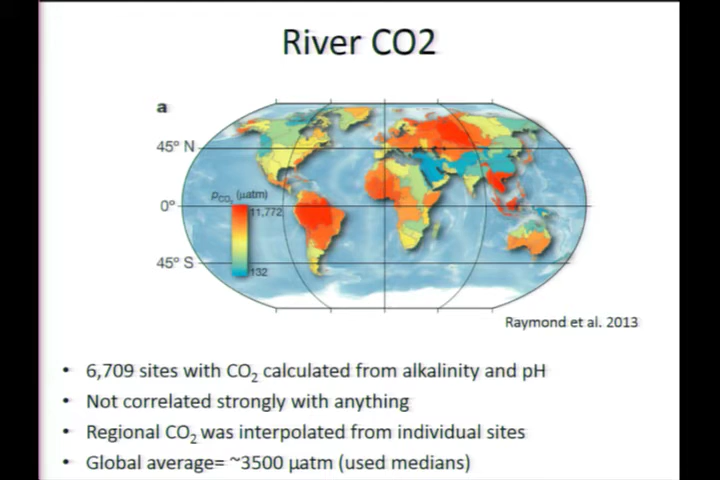 River CO2
a
45° N
0°
45° S
pCO₂ (µatm)
11,772
132
Raymond et al. 2013
• 6,709 sites with CO₂ calculated from alkalinity and pH
• Not correlated strongly with anything
• Regional CO₂ was interpolated from individual sites
• Global average= ~3500 µatm (used medians)